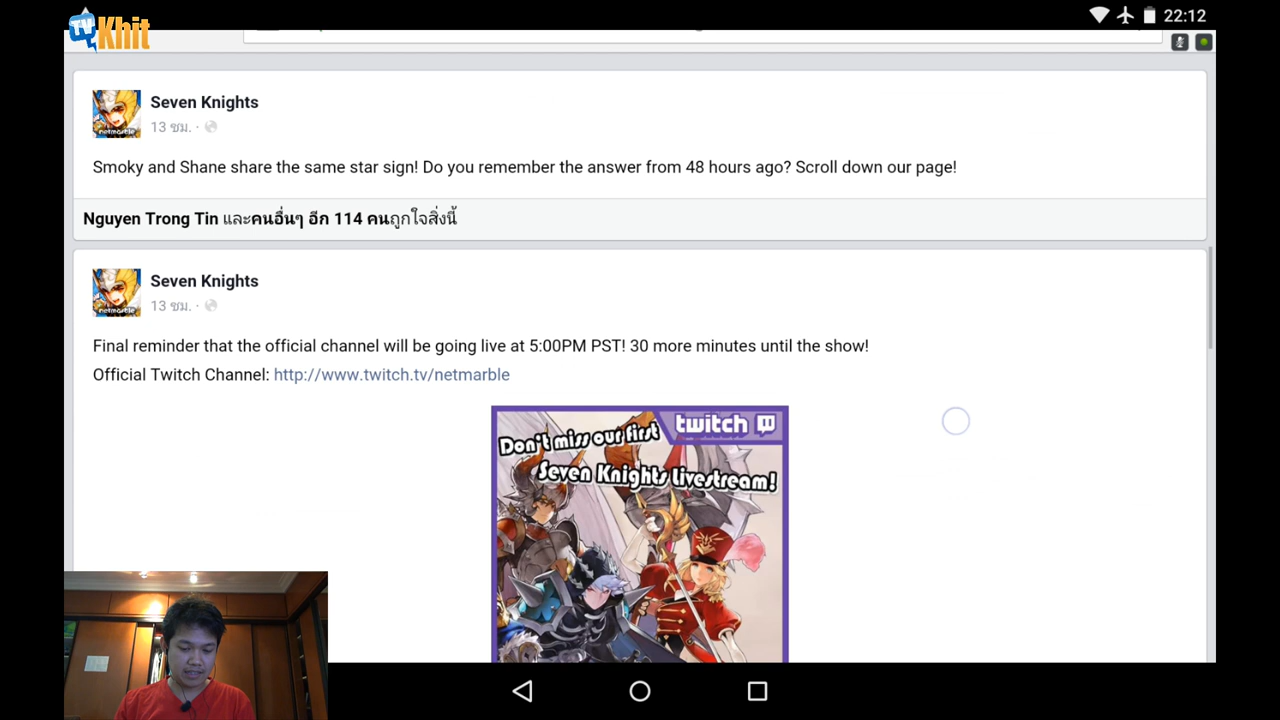 TV Khit
22:12
Seven Knights
13 ชม. ·
Smoky and Shane share the same star sign! Do you remember the answer from 48 hours ago? Scroll down our page!
Nguyen Trong Tin และคนอื่นๆ อีก 114 คนถูกใจสิ่งนี้
Seven Knights
13 ชม. ·
Final reminder that the official channel will be going live at 5:00PM PST! 30 more minutes until the show!
Official Twitch Channel: http://www.twitch.tv/netmarble
twitch
Don't miss our first
Seven Knights Livestream!
netmarble
netmarble